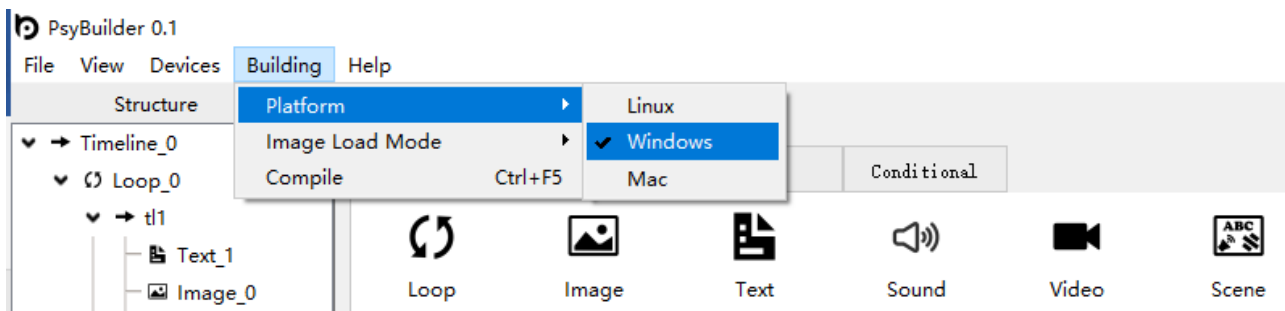 PsyBuilder 0.1
File View Devices Building Help
Structure
Platform
Linux
Timeline_0
Image Load Mode
Windows
Loop_0
Compile Ctrl+F5
Mac
Conditional
tl1
Text_1
Image_0
ABC
Loop Image Text Sound Video Scene